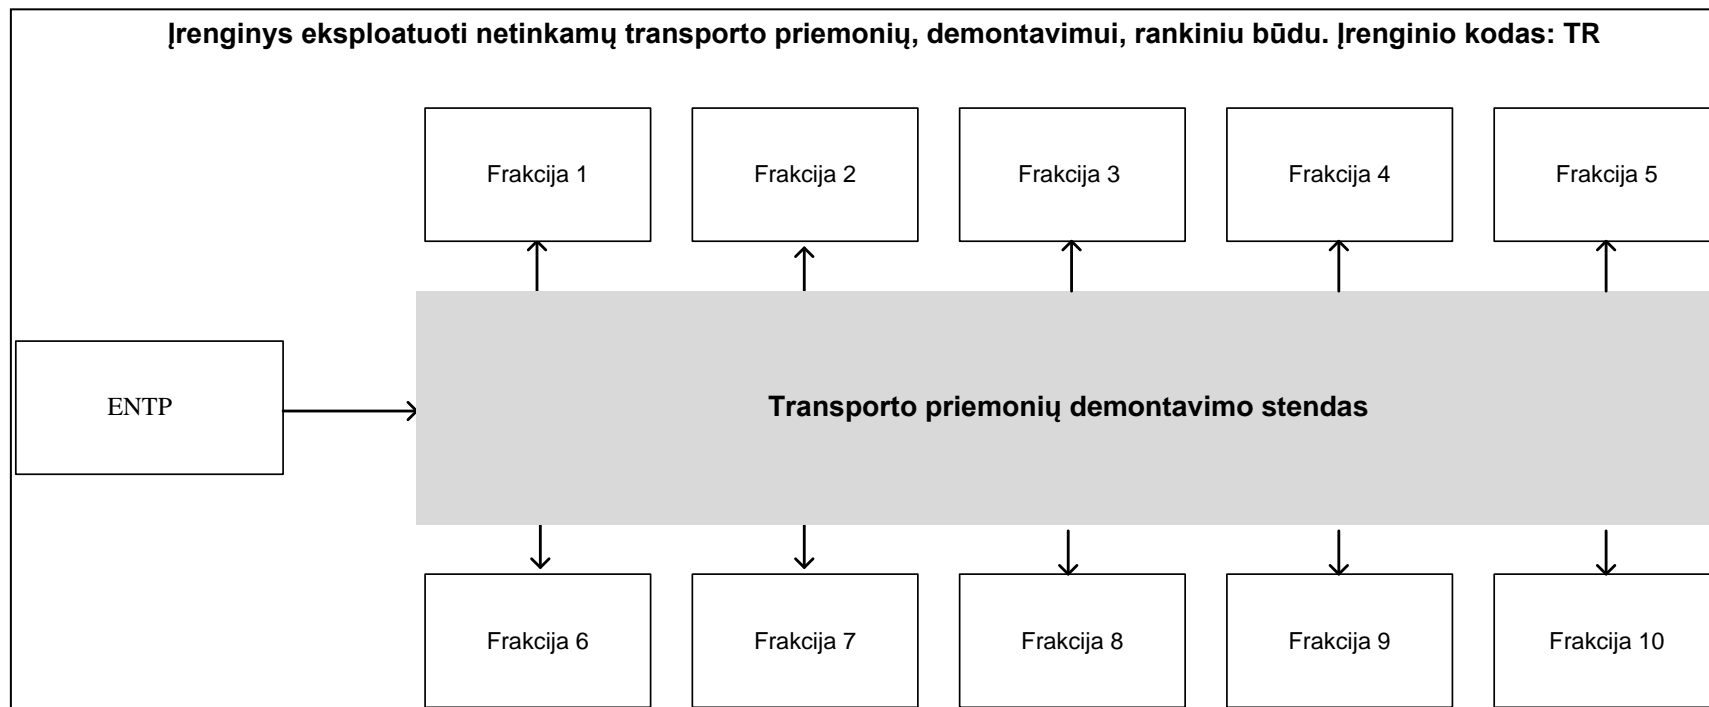 Įrenginys eksploatuoti netinkamų transporto priemonių, demontavimui, rankiniu būdu. Įrenginio kodas: TR
Frakcija 1
Frakcija 2
Frakcija 3
Frakcija 4
Frakcija 5
ENTP
Transporto priemonių demontavimo stendas
Frakcija 6
Frakcija 7
Frakcija 8
Frakcija 9
Frakcija 10